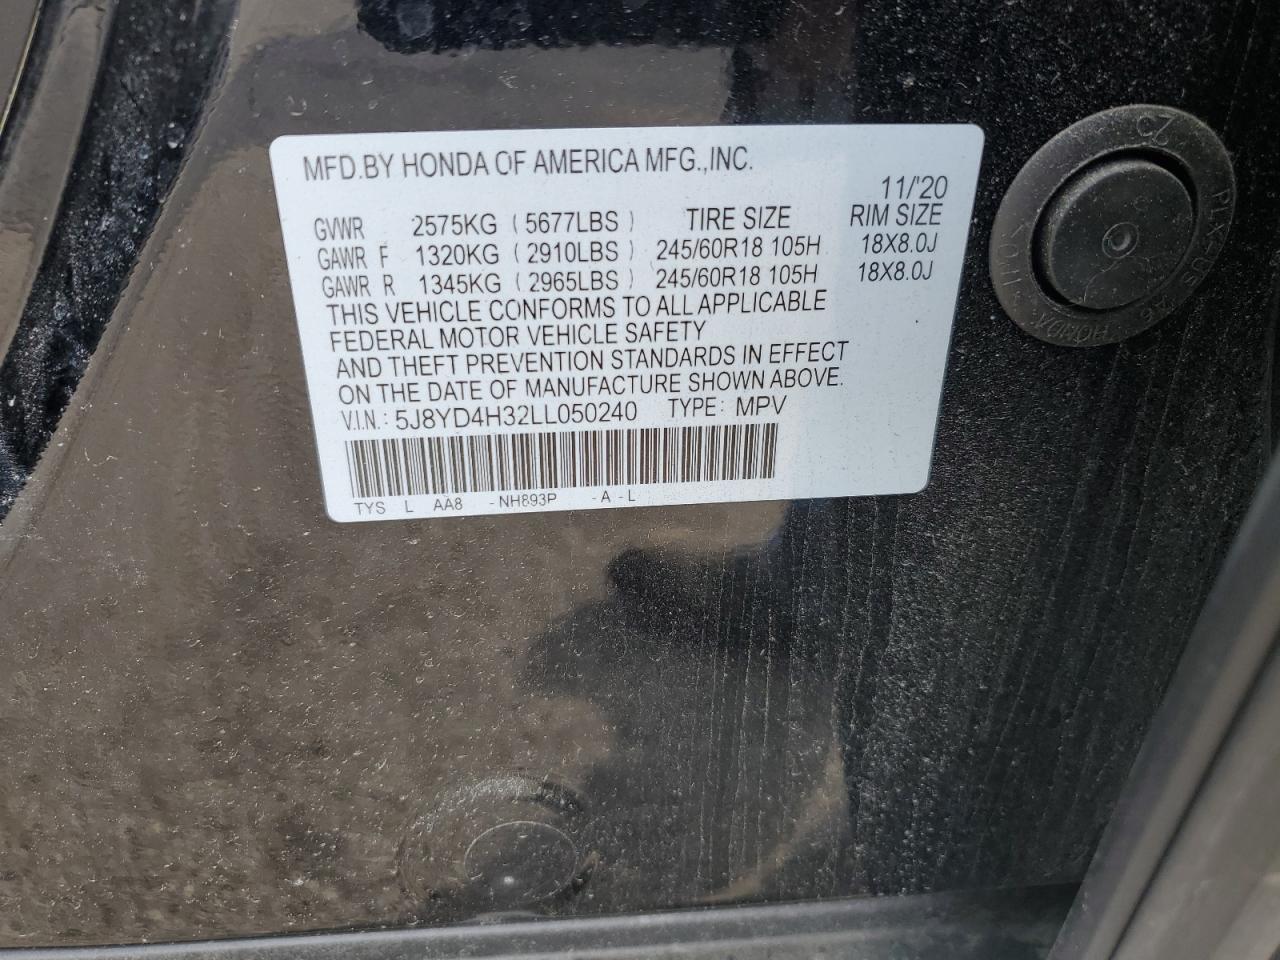 MFD.BY HONDA OF AMERICA MFG.,INC.
11/'20
GVWR 2575KG (5677LBS) TIRE SIZE RIM SIZE
GAWR F 1320KG (2910LBS) 245/60R18 105H 18X8.0J
GAWR R 1345KG (2965LBS) 245/60R18 105H 18X8.0J
THIS VEHICLE CONFORMS TO ALL APPLICABLE
FEDERAL MOTOR VEHICLE SAFETY
AND THEFT PREVENTION STANDARDS IN EFFECT
ON THE DATE OF MANUFACTURE SHOWN ABOVE.
V.I.N.: 5J8YD4H32LL050240 TYPE: MPV
TYS L AA8 -NH893P -A -L
CZ
HONDA